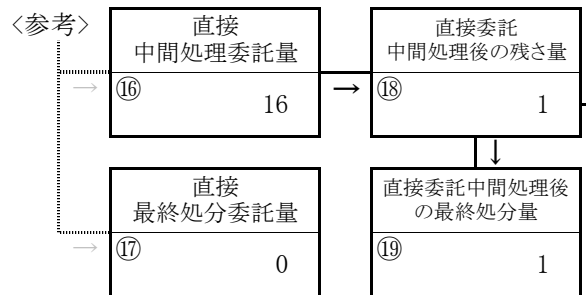 〈参考〉
直接
中間処理委託量
⑯
16
→
→
直接委託
中間処理後の残さ量
⑱
1
↓
直接
最終処分委託量
⑰
0
→
直接委託中間処理後
の最終処分量
⑲
1